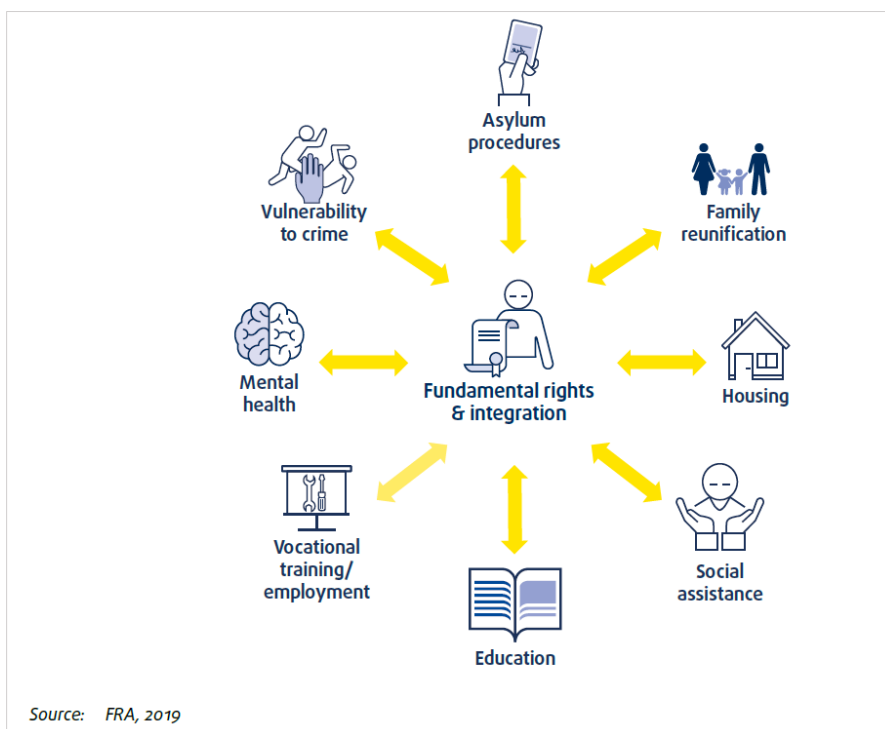 Asylum
procedures
Family
reunification
Housing
Social
assistance
Education
Vocational
training/
employment
Mental
health
Vulnerability
to crime
Fundamental rights
& integration
Source: FRA, 2019